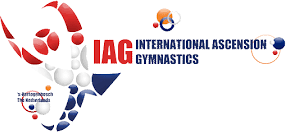 IAG
INTERNATIONAL ASCENSION
GYMNASTICS
's-Hertogenbosch
The Netherlands